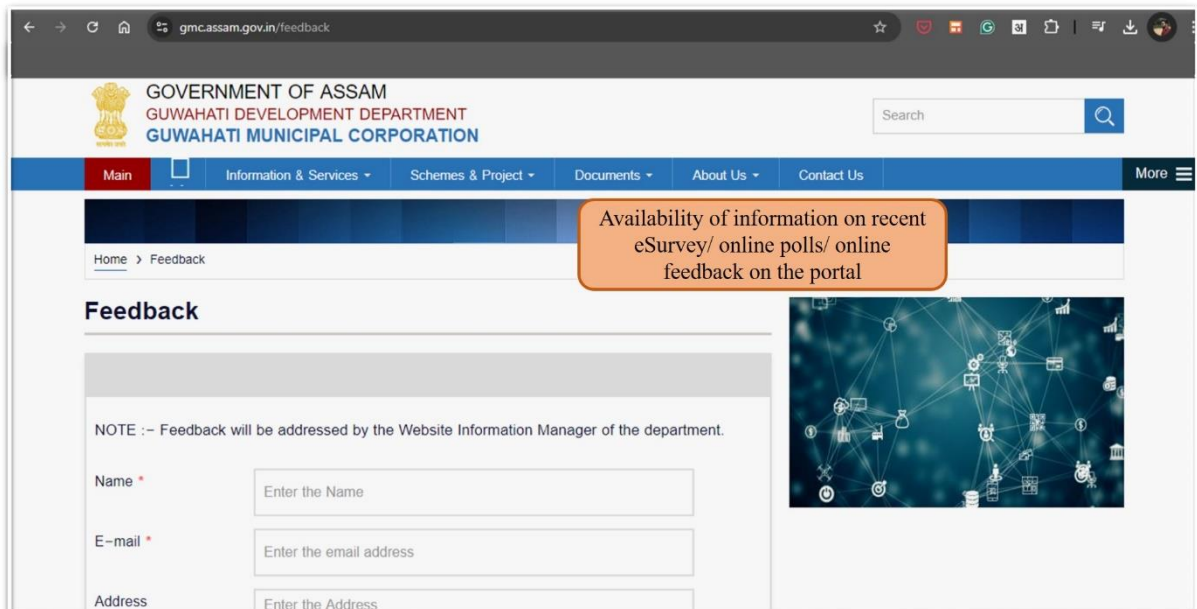 gmc.assam.gov.in/feedback
GOVERNMENT OF ASSAM
GUWAHATI DEVELOPMENT DEPARTMENT
GUWAHATI MUNICIPAL CORPORATION
Search
Main
Information & Services
Schemes & Project
Documents
About Us
Contact Us
More
Availability of information on recent
eSurvey/ online polls/ online
feedback on the portal
Home > Feedback
Feedback
NOTE :– Feedback will be addressed by the Website Information Manager of the department.
Name *
Enter the Name
E–mail *
Enter the email address
Address
Enter the Address